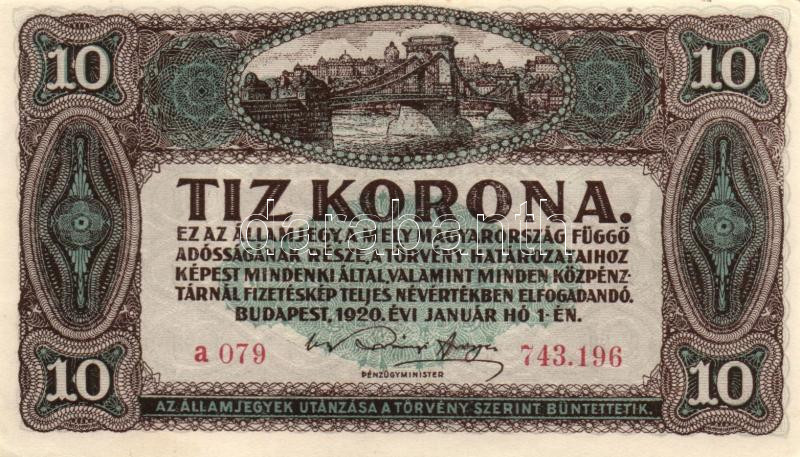 10 10
TIZ KORONA.
EZ AZ ÁLLAMJEGY, A MELY MAGYARORSZÁG FÜGGŐ
ADÓSSÁGÁNAK RÉSZE, A TÖRVÉNY HATÁROZATAIHOZ
KÉPEST MINDENKI ÁLTAL, VALAMINT MINDEN KÖZPÉNZ-
TÁRNÁL FIZETÉSKÉP TELJES NÉVÉRTÉKBEN ELFOGADANDÓ.
BUDAPEST, 1920. ÉVI JANUÁR HÓ 1-ÉN.
a 079 743.196
PÉNZÜGYMINISTER
10 10
AZ ÁLLAMJEGYEK UTÁNZÁSA A TÖRVÉNY SZERINT BÜNTETTETIK.